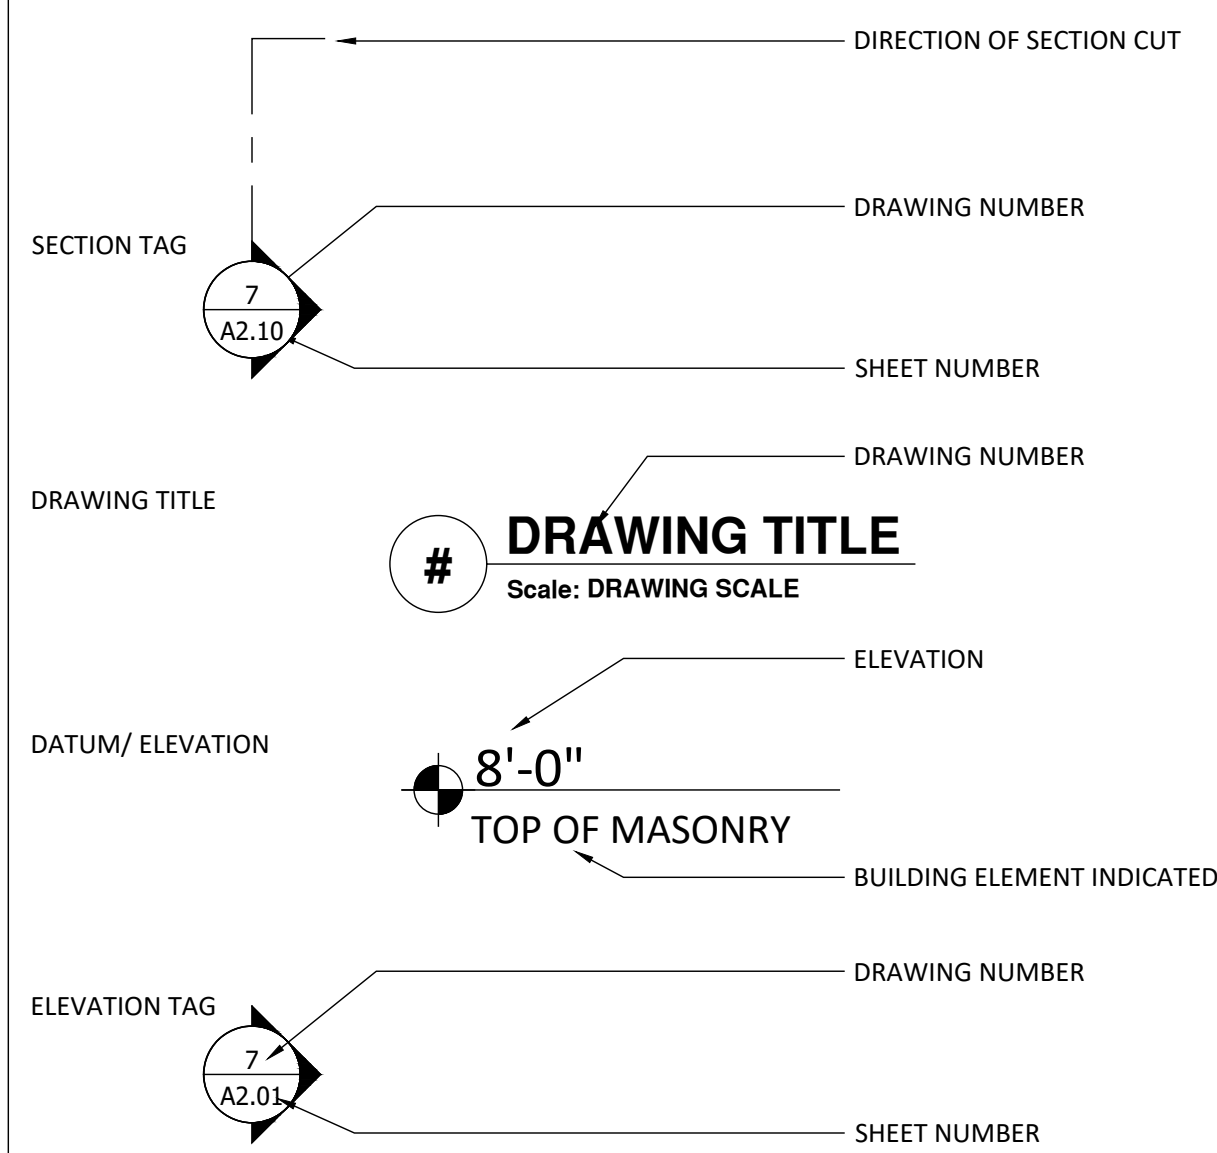 DIRECTION OF SECTION CUT
DRAWING NUMBER
SECTION TAG
7
A2.10
SHEET NUMBER
DRAWING NUMBER
DRAWING TITLE
# DRAWING TITLE
Scale: DRAWING SCALE
ELEVATION
DATUM/ ELEVATION
8'-0"
TOP OF MASONRY
BUILDING ELEMENT INDICATED
DRAWING NUMBER
ELEVATION TAG
7
A2.01
SHEET NUMBER